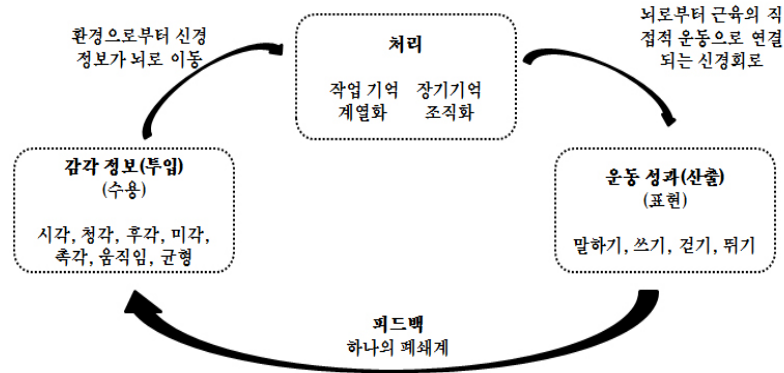 환경으로부터 신경
정보가 뇌로 이동
처리
작업 기억 장기기억
계열화 조직화
뇌로부터 근육의 직
접적 운동으로 연결
되는 신경회로
감각 정보(투입)
(수용)
시각, 청각, 후각, 미각,
촉각, 움직임, 균형
운동 성과(산출)
(표현)
말하기, 쓰기, 걷기, 뛰기
피드백
하나의 폐쇄계